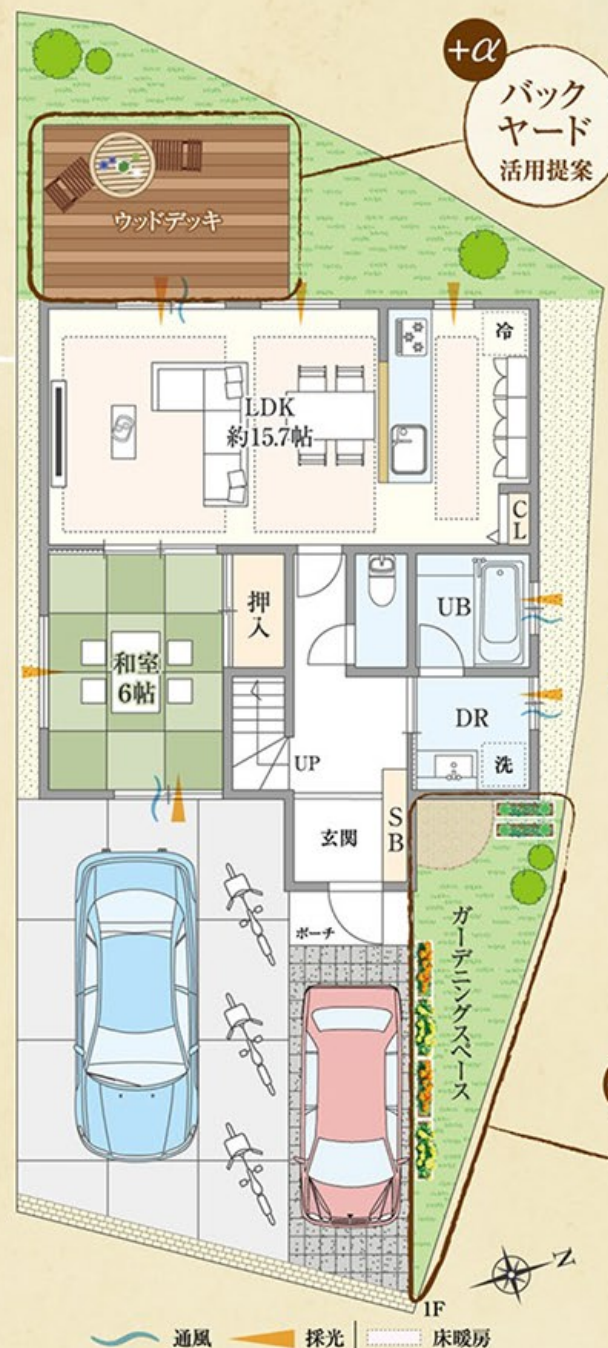 +α
バック
ヤード
活用提案
ウッドデッキ
冷
LDK
約15.7帖
CL
押入
UB
和室
6帖
DR
UP
洗
SB
玄関
ポーチ
ガーデニングスペース
N
1F
通風
採光
床暖房